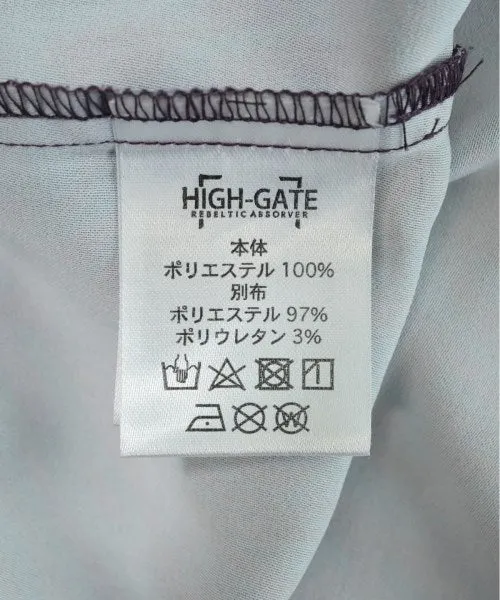 HIGH-GATE
REBELTIC ABSORVER
本体
ポリエステル 100%
別布
ポリエステル 97%
ポリウレタン 3%
W